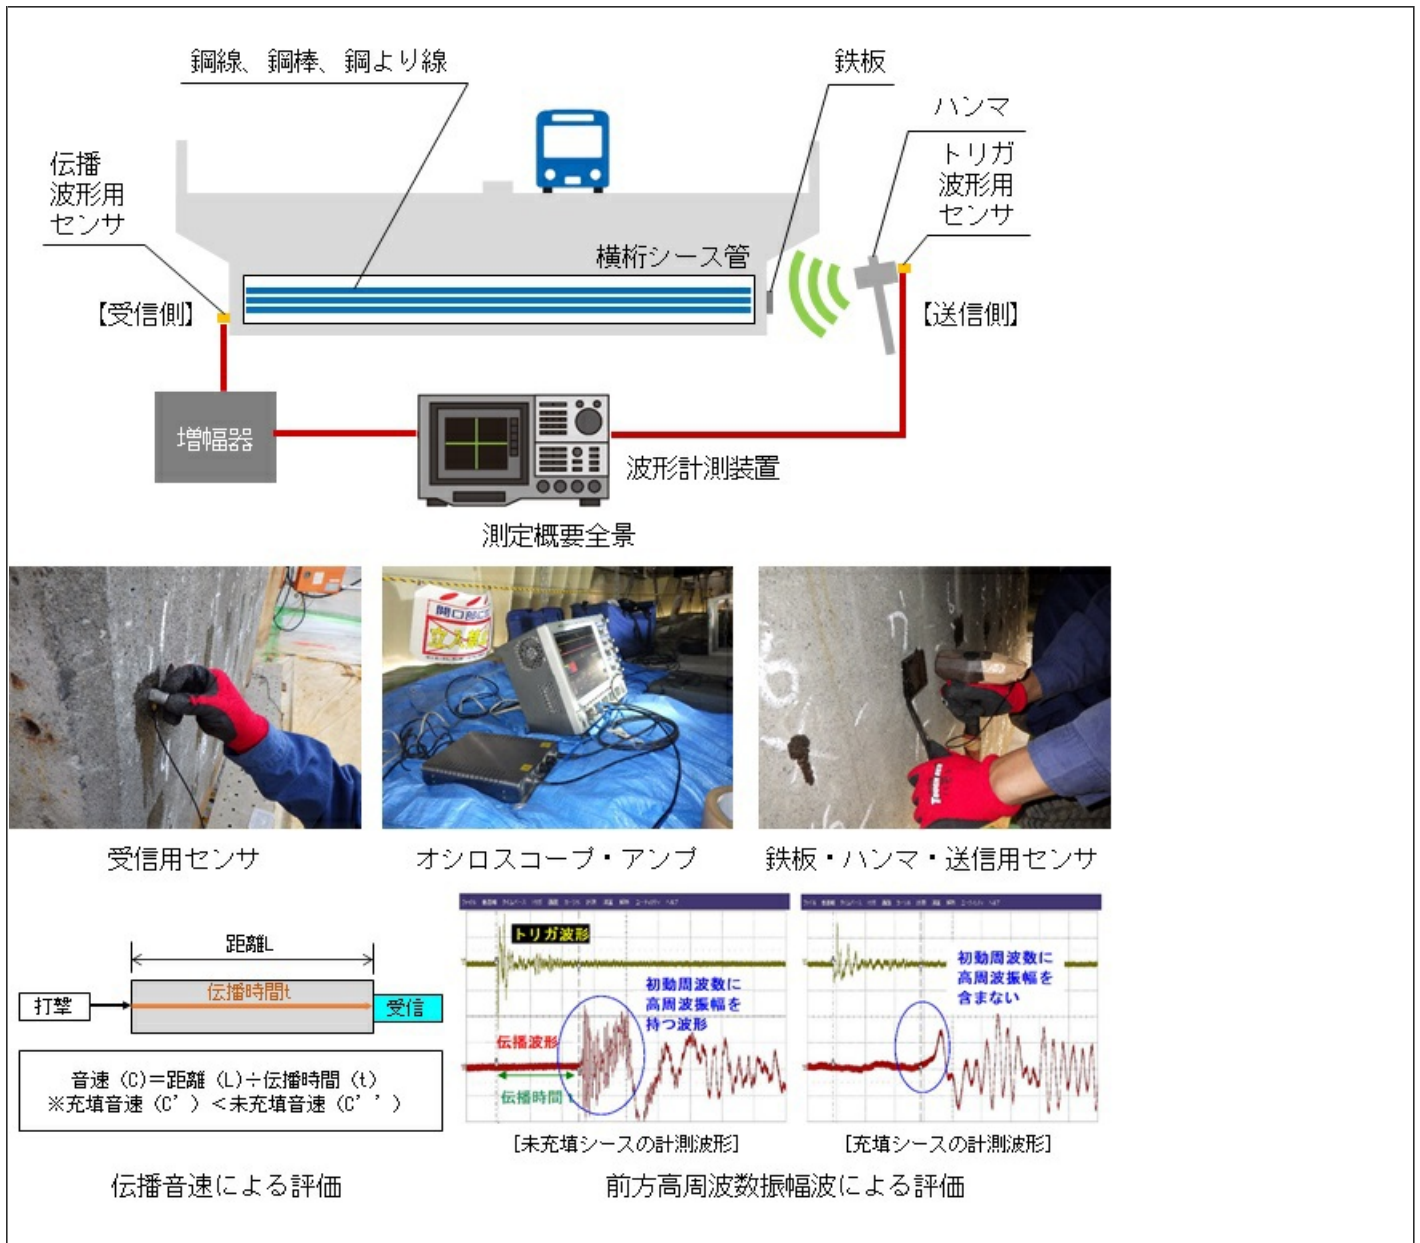 鋼線、鋼棒、鋼より線
鉄板
ハンマ
伝播
波形用
センサ
トリガ
波形用
センサ
横桁シース管
【受信側】
【送信側】
増幅器
波形計測装置
測定概要全景
開口部
立入禁止
6
受信用センサ
オシロスコープ・アンプ
鉄板・ハンマ・送信用センサ
距離L
打撃
伝播時間t
受信
音速（C）＝距離（L）÷伝播時間（t）
※充填音速（C'）＜未充填音速（C''）
伝播音速による評価
トリガ波形
初動周波数に
高周波振幅を
持つ波形
伝播波形
伝播時間 t
[未充填シースの計測波形]
初動周波数に
高周波振幅を
含まない
[充填シースの計測波形]
前方高周波数振幅波による評価